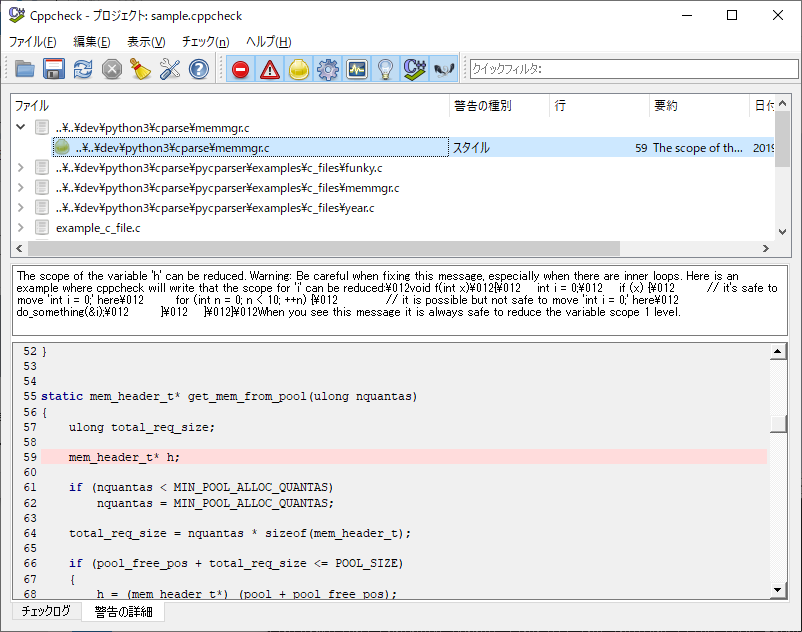 Cppcheck - プロジェクト: sample.cppcheck
ファイル(F) 編集(E) 表示(V) チェック(n) ヘルプ(H)
クイックフィルタ:
ファイル 警告の種別 行 要約 日付
..¥..¥dev¥python3¥cparse¥memmgr.c
..¥..¥dev¥python3¥cparse¥memmgr.c スタイル 59 The scope of th... 2019
..¥..¥dev¥python3¥cparse¥pycparser¥examples¥c_files¥funky.c
..¥..¥dev¥python3¥cparse¥pycparser¥examples¥c_files¥memmgr.c
..¥..¥dev¥python3¥cparse¥pycparser¥examples¥c_files¥year.c
example_c_file.c
The scope of the variable 'h' can be reduced. Warning: Be careful when fixing this message, especially when there are inner loops. Here is an
example where cppcheck will write that the scope for 'i' can be reduced:¥012void f(int x)¥012{¥012    int i = 0;¥012    if (x) {¥012        // it's safe to
move 'int i = 0;' here¥012        for (int n = 0; n < 10; ++n) {¥012            // it is possible but not safe to move 'int i = 0;' here¥012
do_something(&i);¥012        }¥012    }¥012}¥012When you see this message it is always safe to reduce the variable scope 1 level.
52 }
53
54
55 static mem_header_t* get_mem_from_pool(ulong nquantas)
56 {
57     ulong total_req_size;
58
59     mem_header_t* h;
60
61     if (nquantas < MIN_POOL_ALLOC_QUANTAS)
62         nquantas = MIN_POOL_ALLOC_QUANTAS;
63
64     total_req_size = nquantas * sizeof(mem_header_t);
65
66     if (pool_free_pos + total_req_size <= POOL_SIZE)
67     {
68         h = (mem_header_t*) (pool + pool_free_pos);
チェックログ 警告の詳細